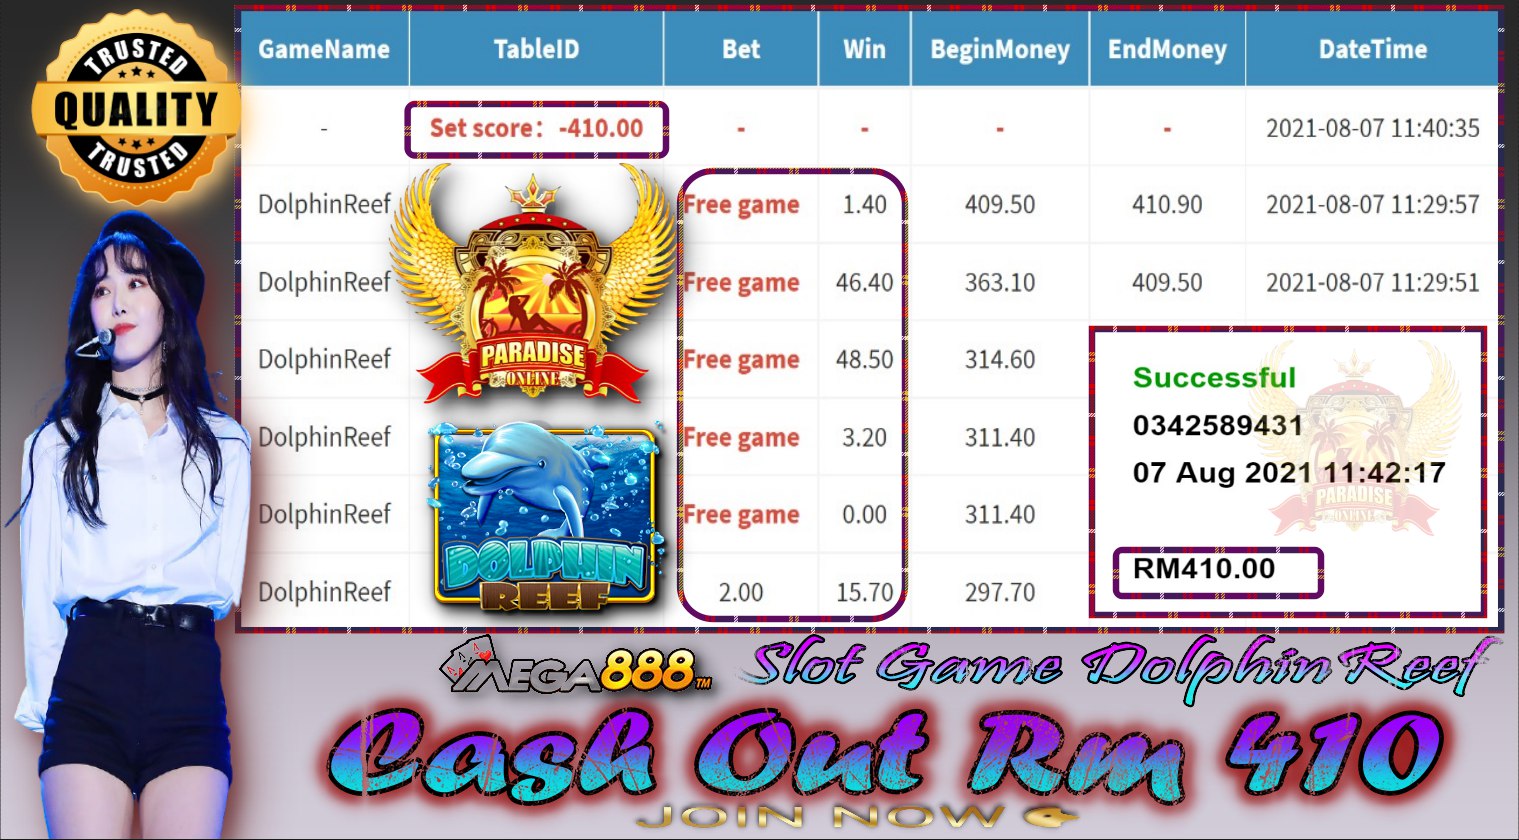 TRUSTED
QUALITY
TRUSTED
GameName TableID Bet Win BeginMoney EndMoney DateTime
- Set score: -410.00 - - - - 2021-08-07 11:40:35
DolphinReef Free game 1.40 409.50 410.90 2021-08-07 11:29:57
DolphinReef Free game 46.40 363.10 409.50 2021-08-07 11:29:51
DolphinReef Free game 48.50 314.60
DolphinReef Free game 3.20 311.40
DolphinReef Free game 0.00 311.40
DolphinReef 2.00 15.70 297.70
PARADISE
ONLINE
DOLPHIN
REEF
Successful
0342589431
07 Aug 2021 11:42:17
PARADISE
ONLINE
RM410.00
MEGA888™ Slot Game Dolphin Reef
Cash Out Rm 410
JOIN NOW